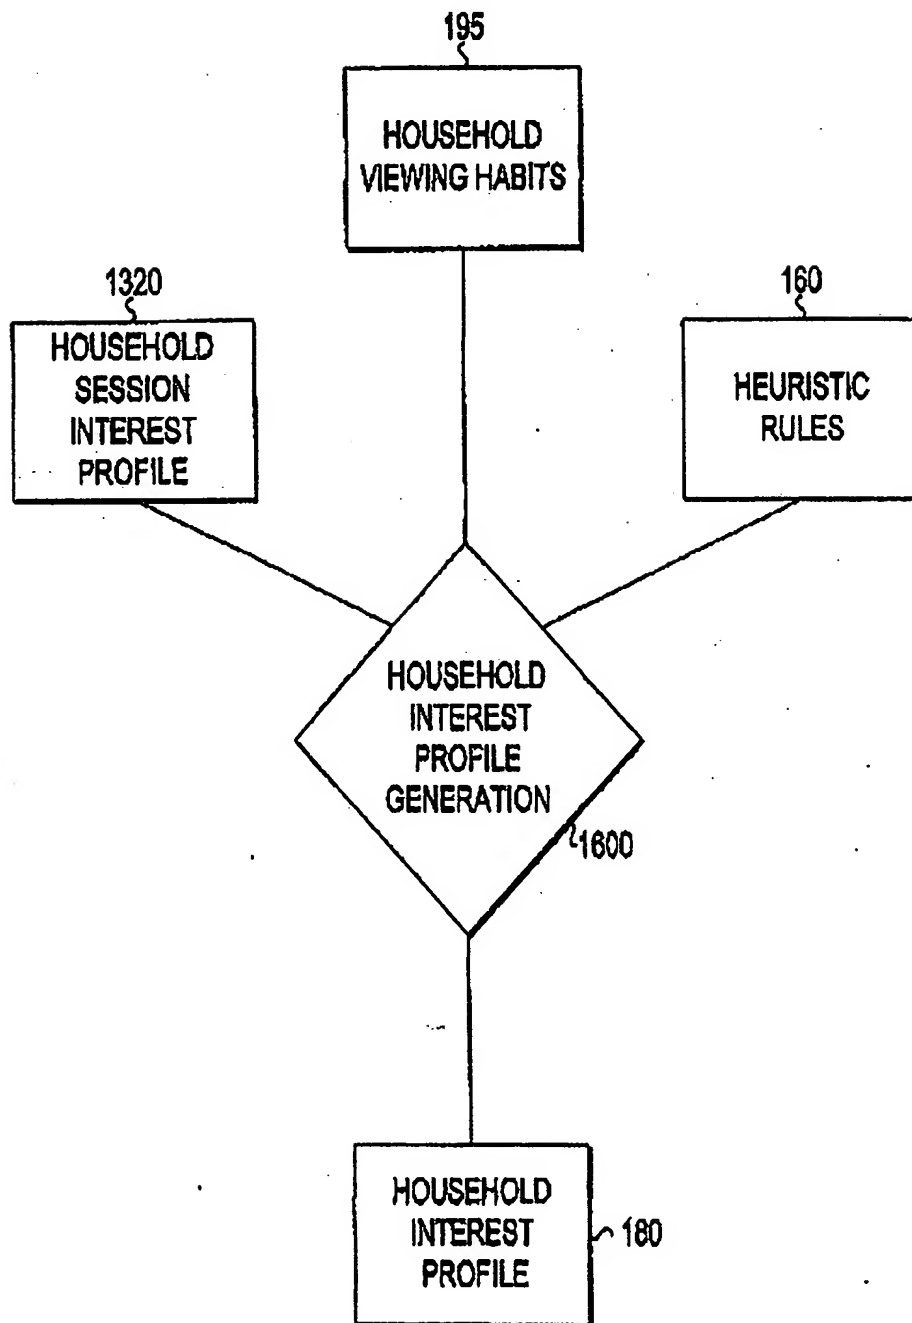 195
HOUSEHOLD
VIEWING HABITS
1320
HOUSEHOLD
SESSION
INTEREST
PROFILE
160
HEURISTIC
RULES
HOUSEHOLD
INTEREST
PROFILE
GENERATION
1600
HOUSEHOLD
INTEREST
PROFILE
180